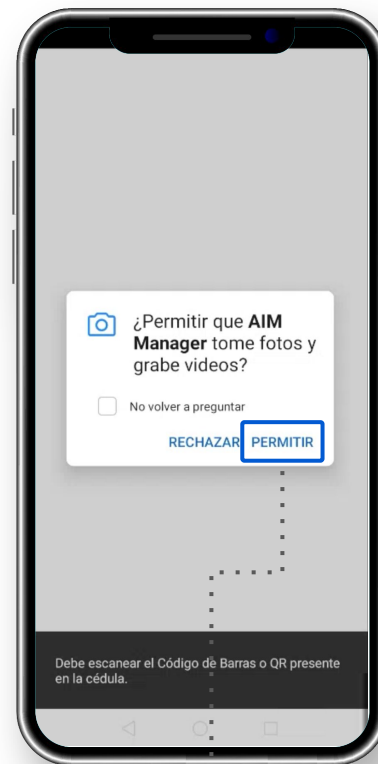 ¿Permitir que AIM
Manager tome fotos y
grabe videos?
No volver a preguntar
RECHAZAR PERMITIR
Debe escanear el Código de Barras o QR presente
en la cédula.